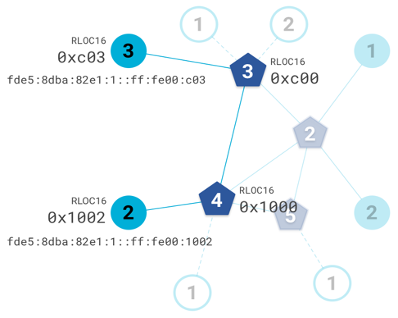 1
2
RLOC16
0xc03
3
3
RLOC16
0xc00
1
fde5:8dba:82e1:1::ff:fe00:c03
2
RLOC16
0x1002
2
4
RLOC16
0x1000
5
2
fde5:8dba:82e1:1::ff:fe00:1002
1
1